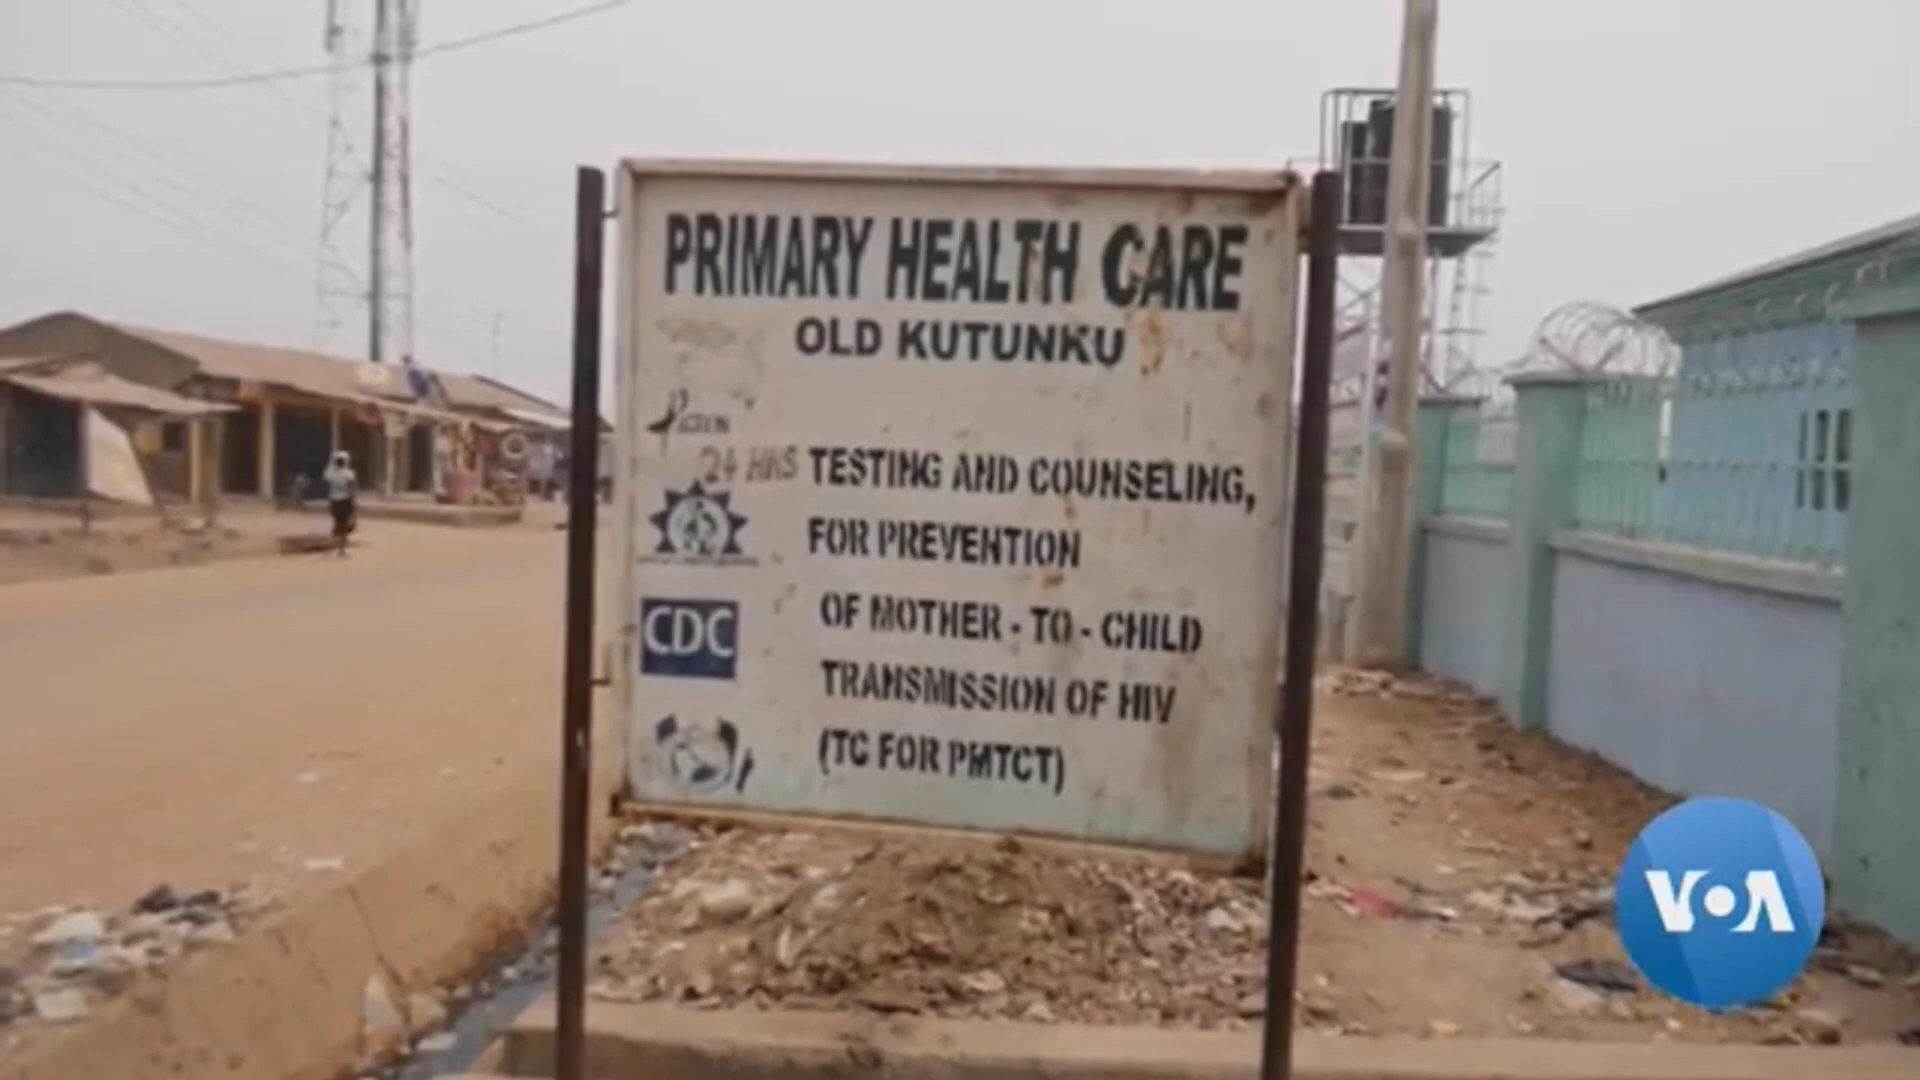 PRIMARY HEALTH CARE
OLD KUTUNKU
24 HRS TESTING AND COUNSELING,
FOR PREVENTION
OF MOTHER - TO - CHILD
TRANSMISSION OF HIV
(TC FOR PMTCT)
CDC
VOA